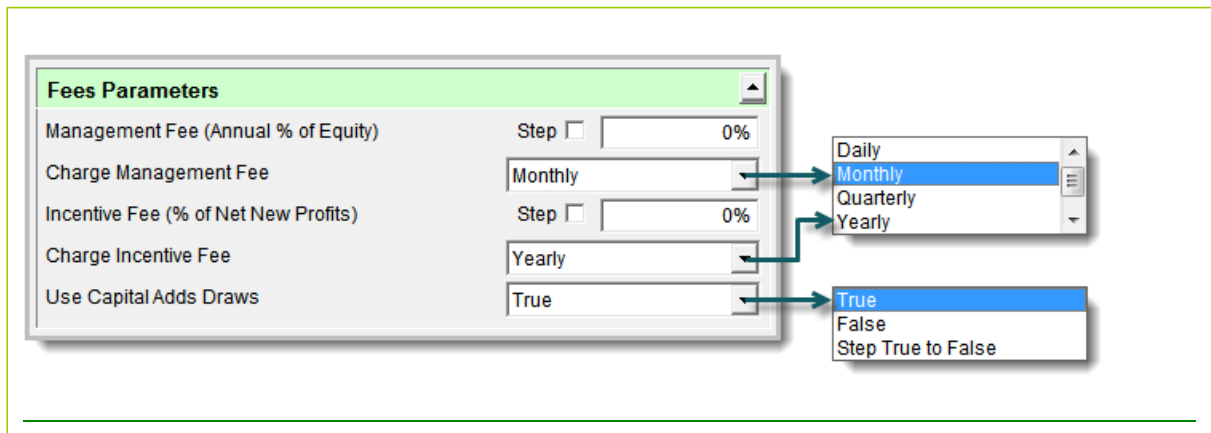 Fees Parameters
Management Fee (Annual % of Equity) Step 0%
Charge Management Fee Monthly
Incentive Fee (% of Net New Profits) Step 0%
Charge Incentive Fee Yearly
Use Capital Adds Draws True
Daily
Monthly
Quarterly
Yearly
True
False
Step True to False